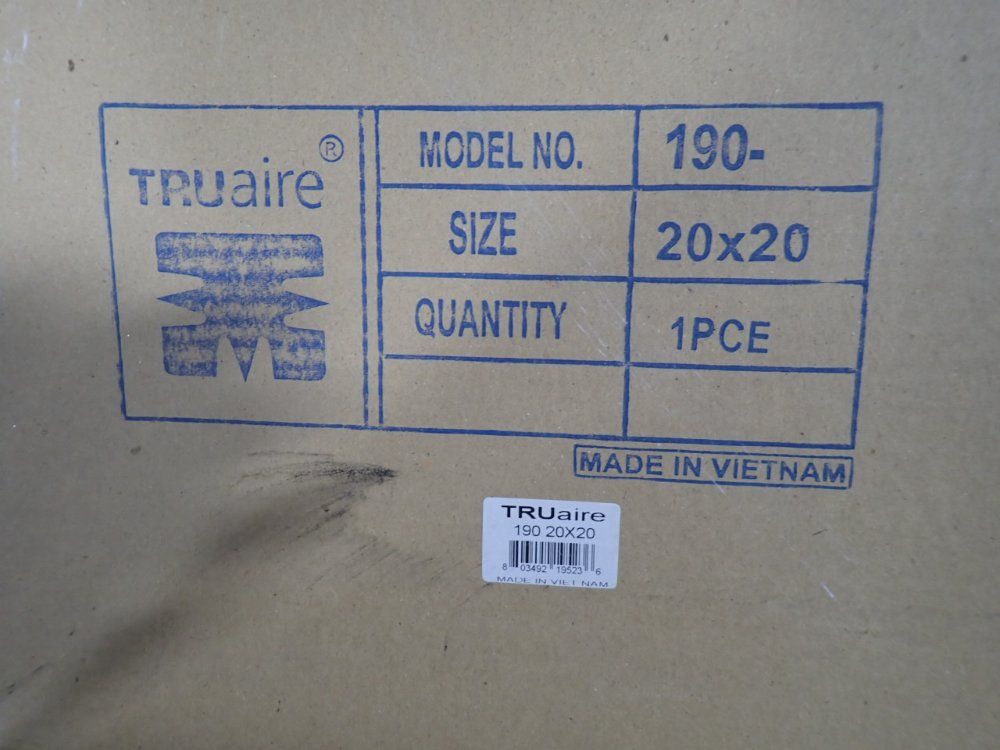 TRUaire®
MODEL NO. 190-
SIZE 20x20
QUANTITY 1PCE
MADE IN VIETNAM
TRUaire
190 20X20
8 03492 19523 6
MADE IN VIET NAM